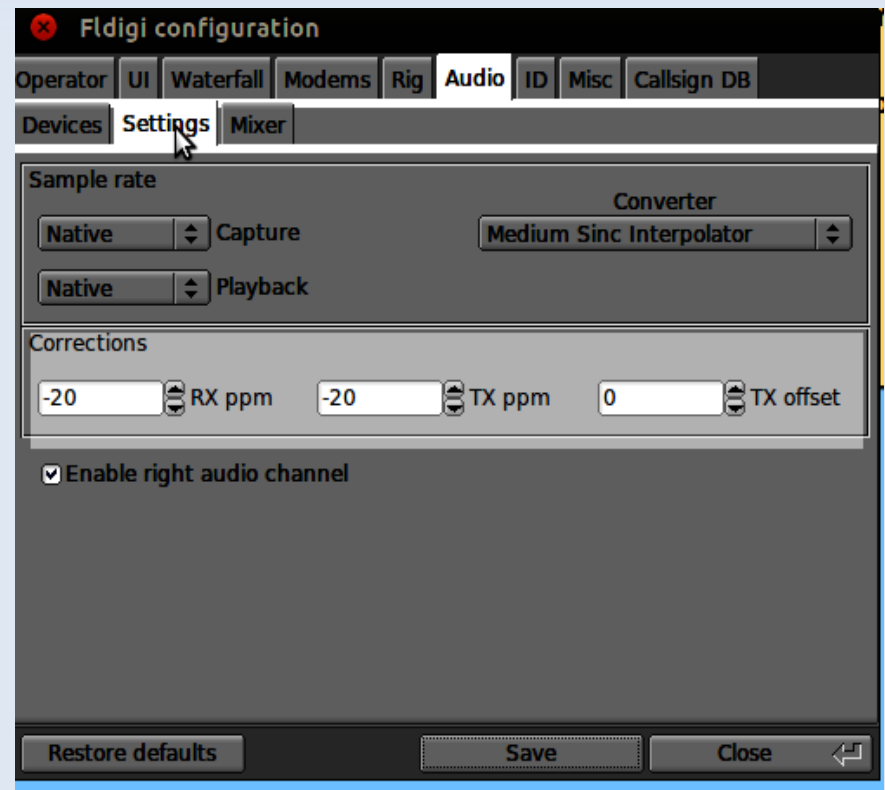 Fldigi configuration
Operator UI Waterfall Modems Rig Audio ID Misc Callsign DB
Devices Settings Mixer
Sample rate
Converter
Native Capture Medium Sinc Interpolator
Native Playback
Corrections
-20 RX ppm -20 TX ppm 0 TX offset
Enable right audio channel
Restore defaults Save Close